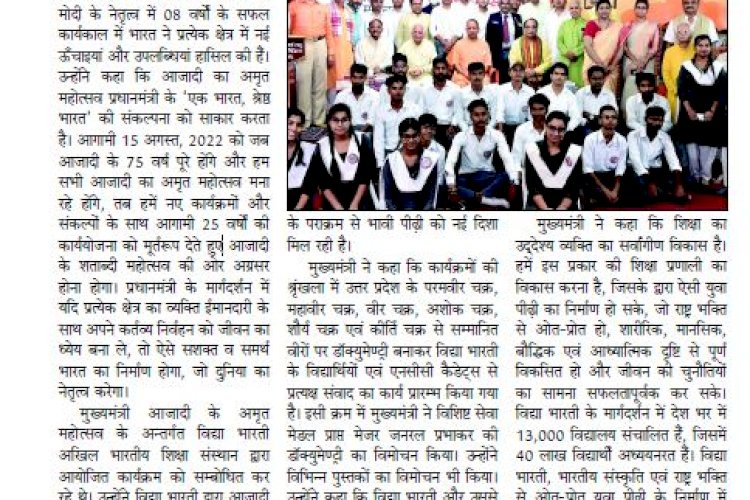 मोदी के नेतृत्व में 08 वर्षों के सफल
कार्यकाल में भारत ने प्रत्येक क्षेत्र में नई
ऊँचाइयां और उपलब्धियां हासिल की हैं।
उन्होंने कहा कि आजादी का अमृत
महोत्सव प्रधानमंत्री के 'एक भारत, श्रेष्ठ
भारत' की संकल्पना को साकार करता
है। आगामी 15 अगस्त, 2022 को जब
आजादी के 75 वर्ष पूरे होंगे और हम
सभी आजादी का अमृत महोत्सव मना
रहे होंगे, तब हमें नए कार्यक्रमों और
संकल्पों के साथ आगामी 25 वर्षों की
कार्ययोजना को मूर्तरूप देते हुए आजादी
के शताब्दी महोत्सव की ओर अग्रसर
होना होगा। प्रधानमंत्री के मार्गदर्शन में
यदि प्रत्येक क्षेत्र का व्यक्ति ईमानदारी के
साथ अपने कर्तव्य निर्वहन को जीवन का
ध्येय बना ले, तो ऐसे सशक्त व समर्थ
भारत का निर्माण होगा, जो दुनिया का
नेतृत्व करेगा।
मुख्यमंत्री आजादी के अमृत
महोत्सव के अन्तर्गत विद्या भारती
अखिल भारतीय शिक्षा संस्थान द्वारा
आयोजित कार्यक्रम को सम्बोधित कर
रहे थे। उन्होंने विद्या भारती द्वारा आजादी
के पराक्रम से भावी पीढ़ी को नई दिशा
मिल रही है।
मुख्यमंत्री ने कहा कि कार्यक्रमों की
श्रृंखला में उत्तर प्रदेश के परमवीर चक्र,
महावीर चक्र, वीर चक्र, अशोक चक्र,
शौर्य चक्र एवं कीर्ति चक्र से सम्मानित
वीरों पर डॉक्युमेण्ट्री बनाकर विद्या भारती
के विद्यार्थियों एवं एनसीसी कैडेट्स से
प्रत्यक्ष संवाद का कार्य प्रारम्भ किया गया
है। इसी क्रम में मुख्यमंत्री ने विशिष्ट सेवा
मेडल प्राप्त मेजर जनरल प्रभाकर की
डॉक्युमेण्ट्री का विमोचन किया। उन्होंने
विभिन्न पुस्तकों का विमोचन भी किया।
उन्होंने कहा कि विद्या भारती और उससे
मुख्यमंत्री ने कहा कि शिक्षा का
उद्देश्य व्यक्ति का सर्वांगीण विकास है।
हमें इस प्रकार की शिक्षा प्रणाली का
विकास करना है, जिसके द्वारा ऐसी युवा
पीढ़ी का निर्माण हो सके, जो राष्ट्र भक्ति
से ओत-प्रोत हो, शारीरिक, मानसिक,
बौद्धिक एवं आध्यात्मिक दृष्टि से पूर्ण
विकसित हो और जीवन की चुनौतियों
का सामना सफलतापूर्वक कर सके।
विद्या भारती के मार्गदर्शन में देश भर में
13,000 विद्यालय संचालित हैं, जिसमें
40 लाख विद्यार्थी अध्ययनरत हैं। विद्या
भारती, भारतीय संस्कृति एवं राष्ट्र भक्ति
से ओत-प्रोत युवा पीढ़ी के निर्माण में